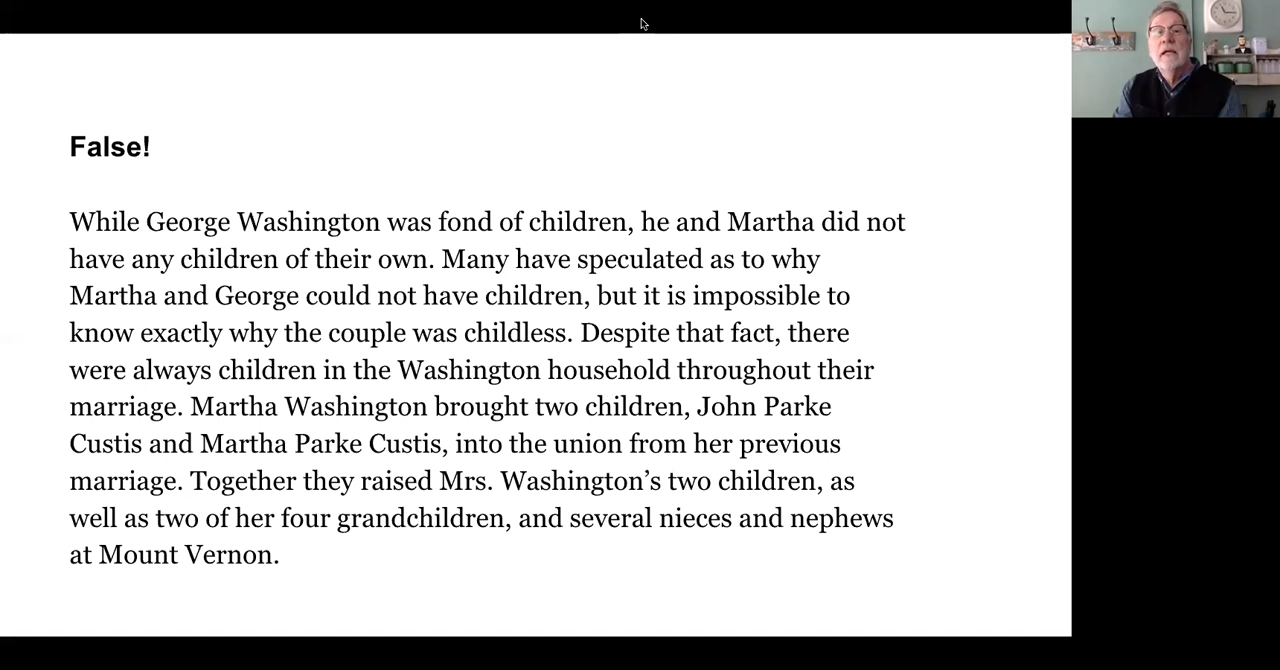 False!
While George Washington was fond of children, he and Martha did not
have any children of their own. Many have speculated as to why
Martha and George could not have children, but it is impossible to
know exactly why the couple was childless. Despite that fact, there
were always children in the Washington household throughout their
marriage. Martha Washington brought two children, John Parke
Custis and Martha Parke Custis, into the union from her previous
marriage. Together they raised Mrs. Washington’s two children, as
well as two of her four grandchildren, and several nieces and nephews
at Mount Vernon.